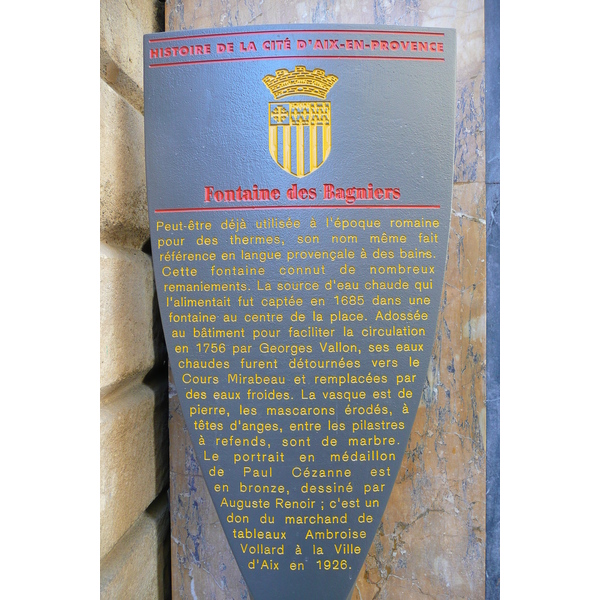 HISTOIRE DE LA CITÉ D'AIX-EN-PROVENCE
Fontaine des Bagniers
Peut-être déjà utilisée à l'époque romaine
pour des thermes, son nom même fait
référence en langue provençale à des bains.
Cette fontaine connut de nombreux
remaniements. La source d'eau chaude qui
l'alimentait fut captée en 1685 dans une
fontaine au centre de la place. Adossée
au bâtiment pour faciliter la circulation
en 1756 par Georges Vallon, ses eaux
chaudes furent détournées vers le
Cours Mirabeau et remplacées par
des eaux froides. La vasque est de
pierre, les mascarons érodés, à
têtes d'anges, entre les pilastres
à refends, sont de marbre.
Le portrait en médaillon
de Paul Cézanne est
en bronze, dessiné par
Auguste Renoir ; c'est un
don du marchand de
tableaux Ambroise
Vollard à la Ville
d'Aix en 1926.